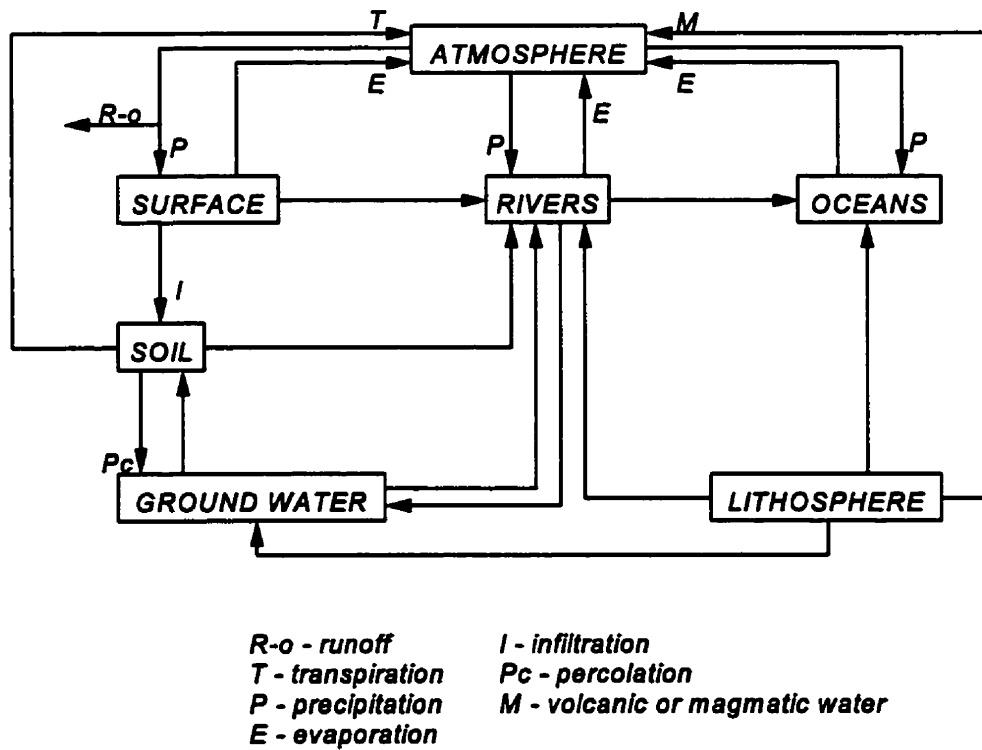 T
M
ATMOSPHERE
E
E
R-o
E
P
P
P
SURFACE
RIVERS
OCEANS
I
SOIL
Pc
GROUND WATER
LITHOSPHERE
R-o - runoff
I - infiltration
T - transpiration
Pc - percolation
P - precipitation
M - volcanic or magmatic water
E - evaporation